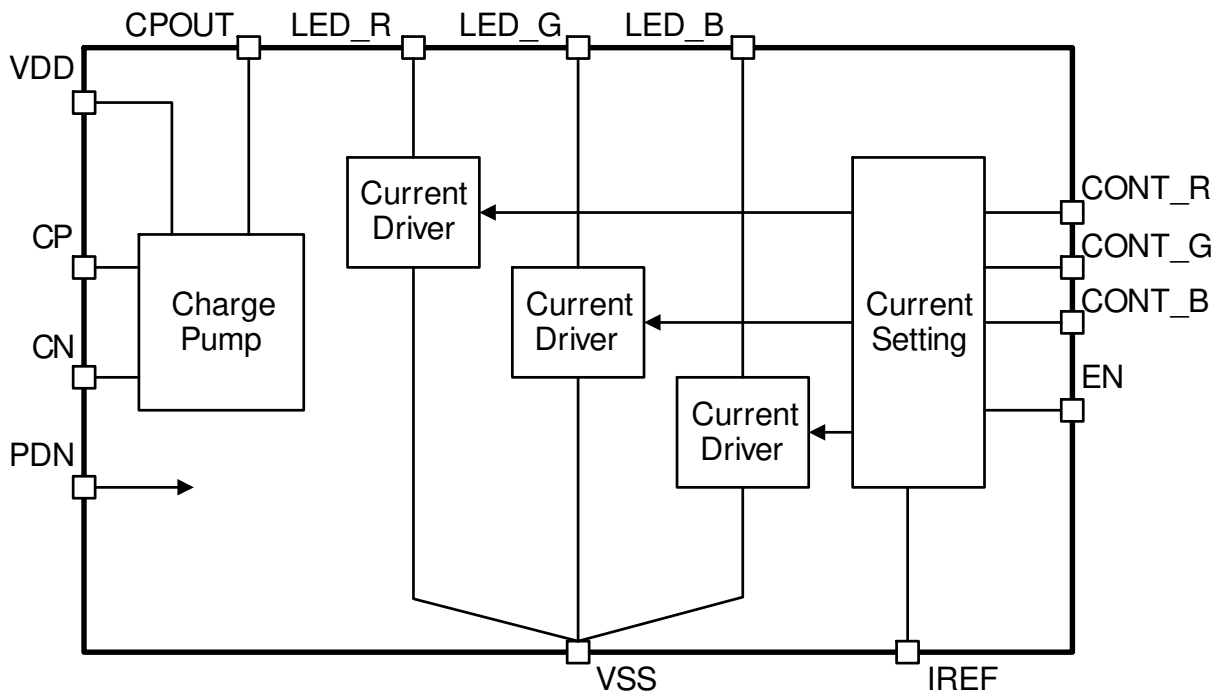 CPOUT
LED_R
LED_G
LED_B
VDD
Current
Driver
CONT_R
CP
CONT_G
Charge
Pump
Current
Driver
Current
Setting
CONT_B
CN
EN
Current
Driver
PDN
VSS
IREF